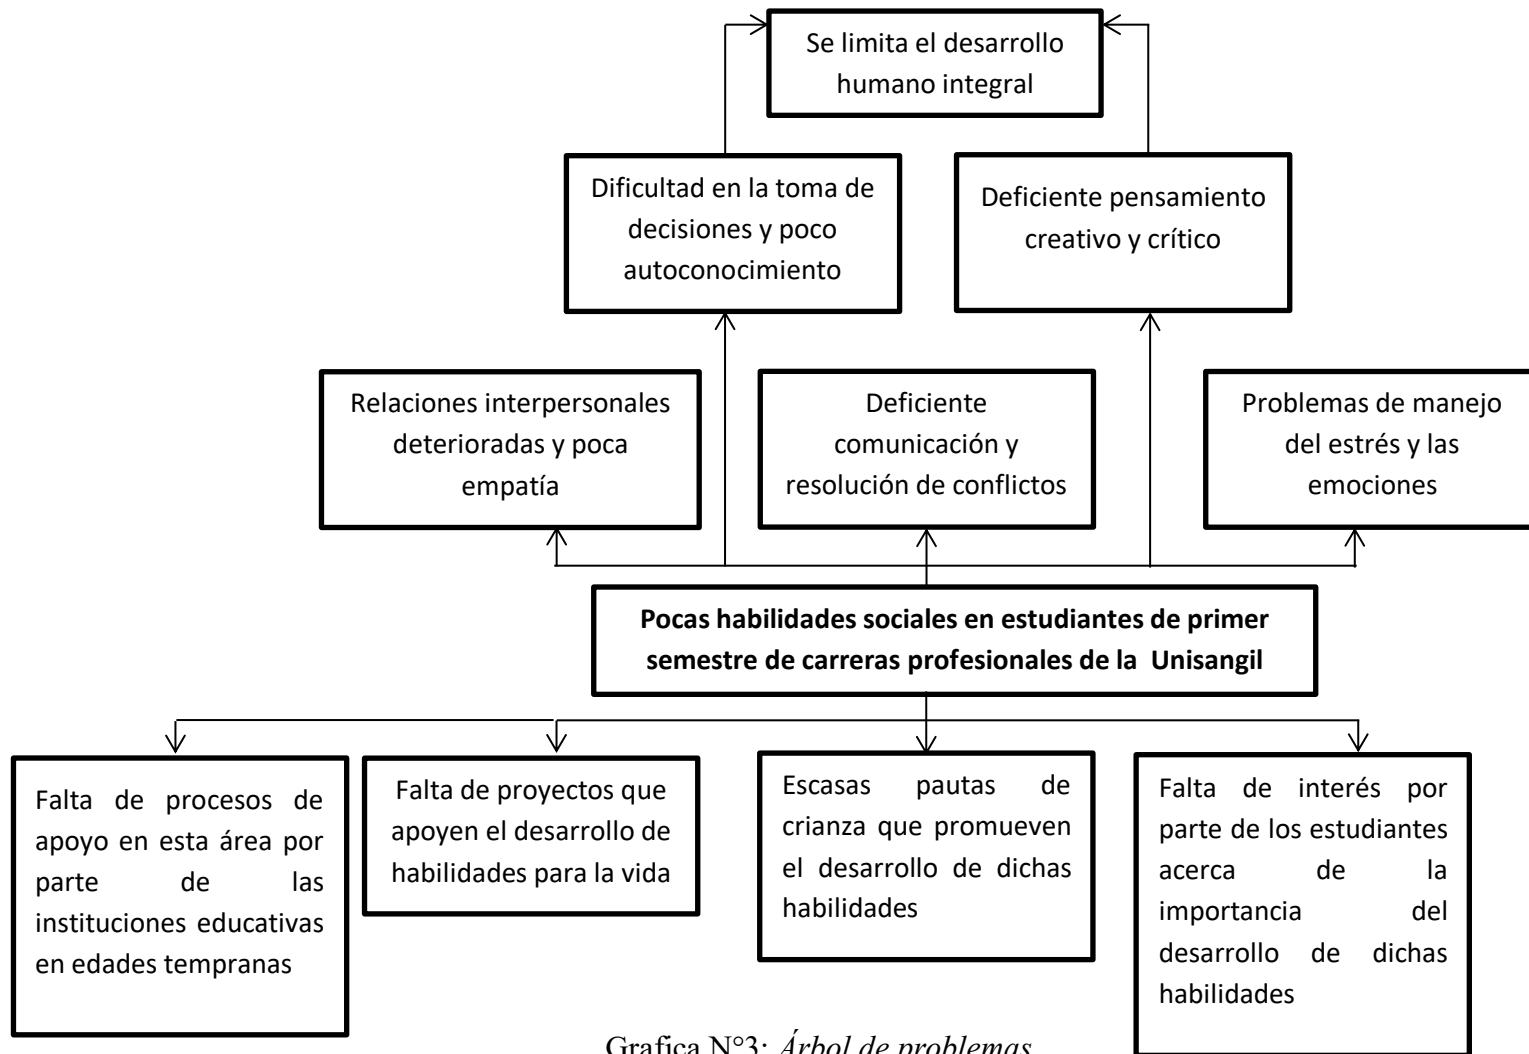 Se limita el desarrollo
humano integral
Dificultad en la toma de
decisiones y poco
autoconocimiento
Deficiente pensamiento
creativo y crítico
Relaciones interpersonales
deterioradas y poca
empatía
Deficiente
comunicación y
resolución de conflictos
Problemas de manejo
del estrés y las
emociones
Pocas habilidades sociales en estudiantes de primer
semestre de carreras profesionales de la Unisangil
Falta de procesos de
apoyo en esta área por
parte de las
instituciones educativas
en edades tempranas
Falta de proyectos que
apoyen el desarrollo de
habilidades para la vida
Escasas pautas de
crianza que promueven
el desarrollo de dichas
habilidades
Falta de interés por
parte de los estudiantes
acerca de la
importancia del
desarrollo de dichas
habilidades
Grafica N°3: Árbol de problemas